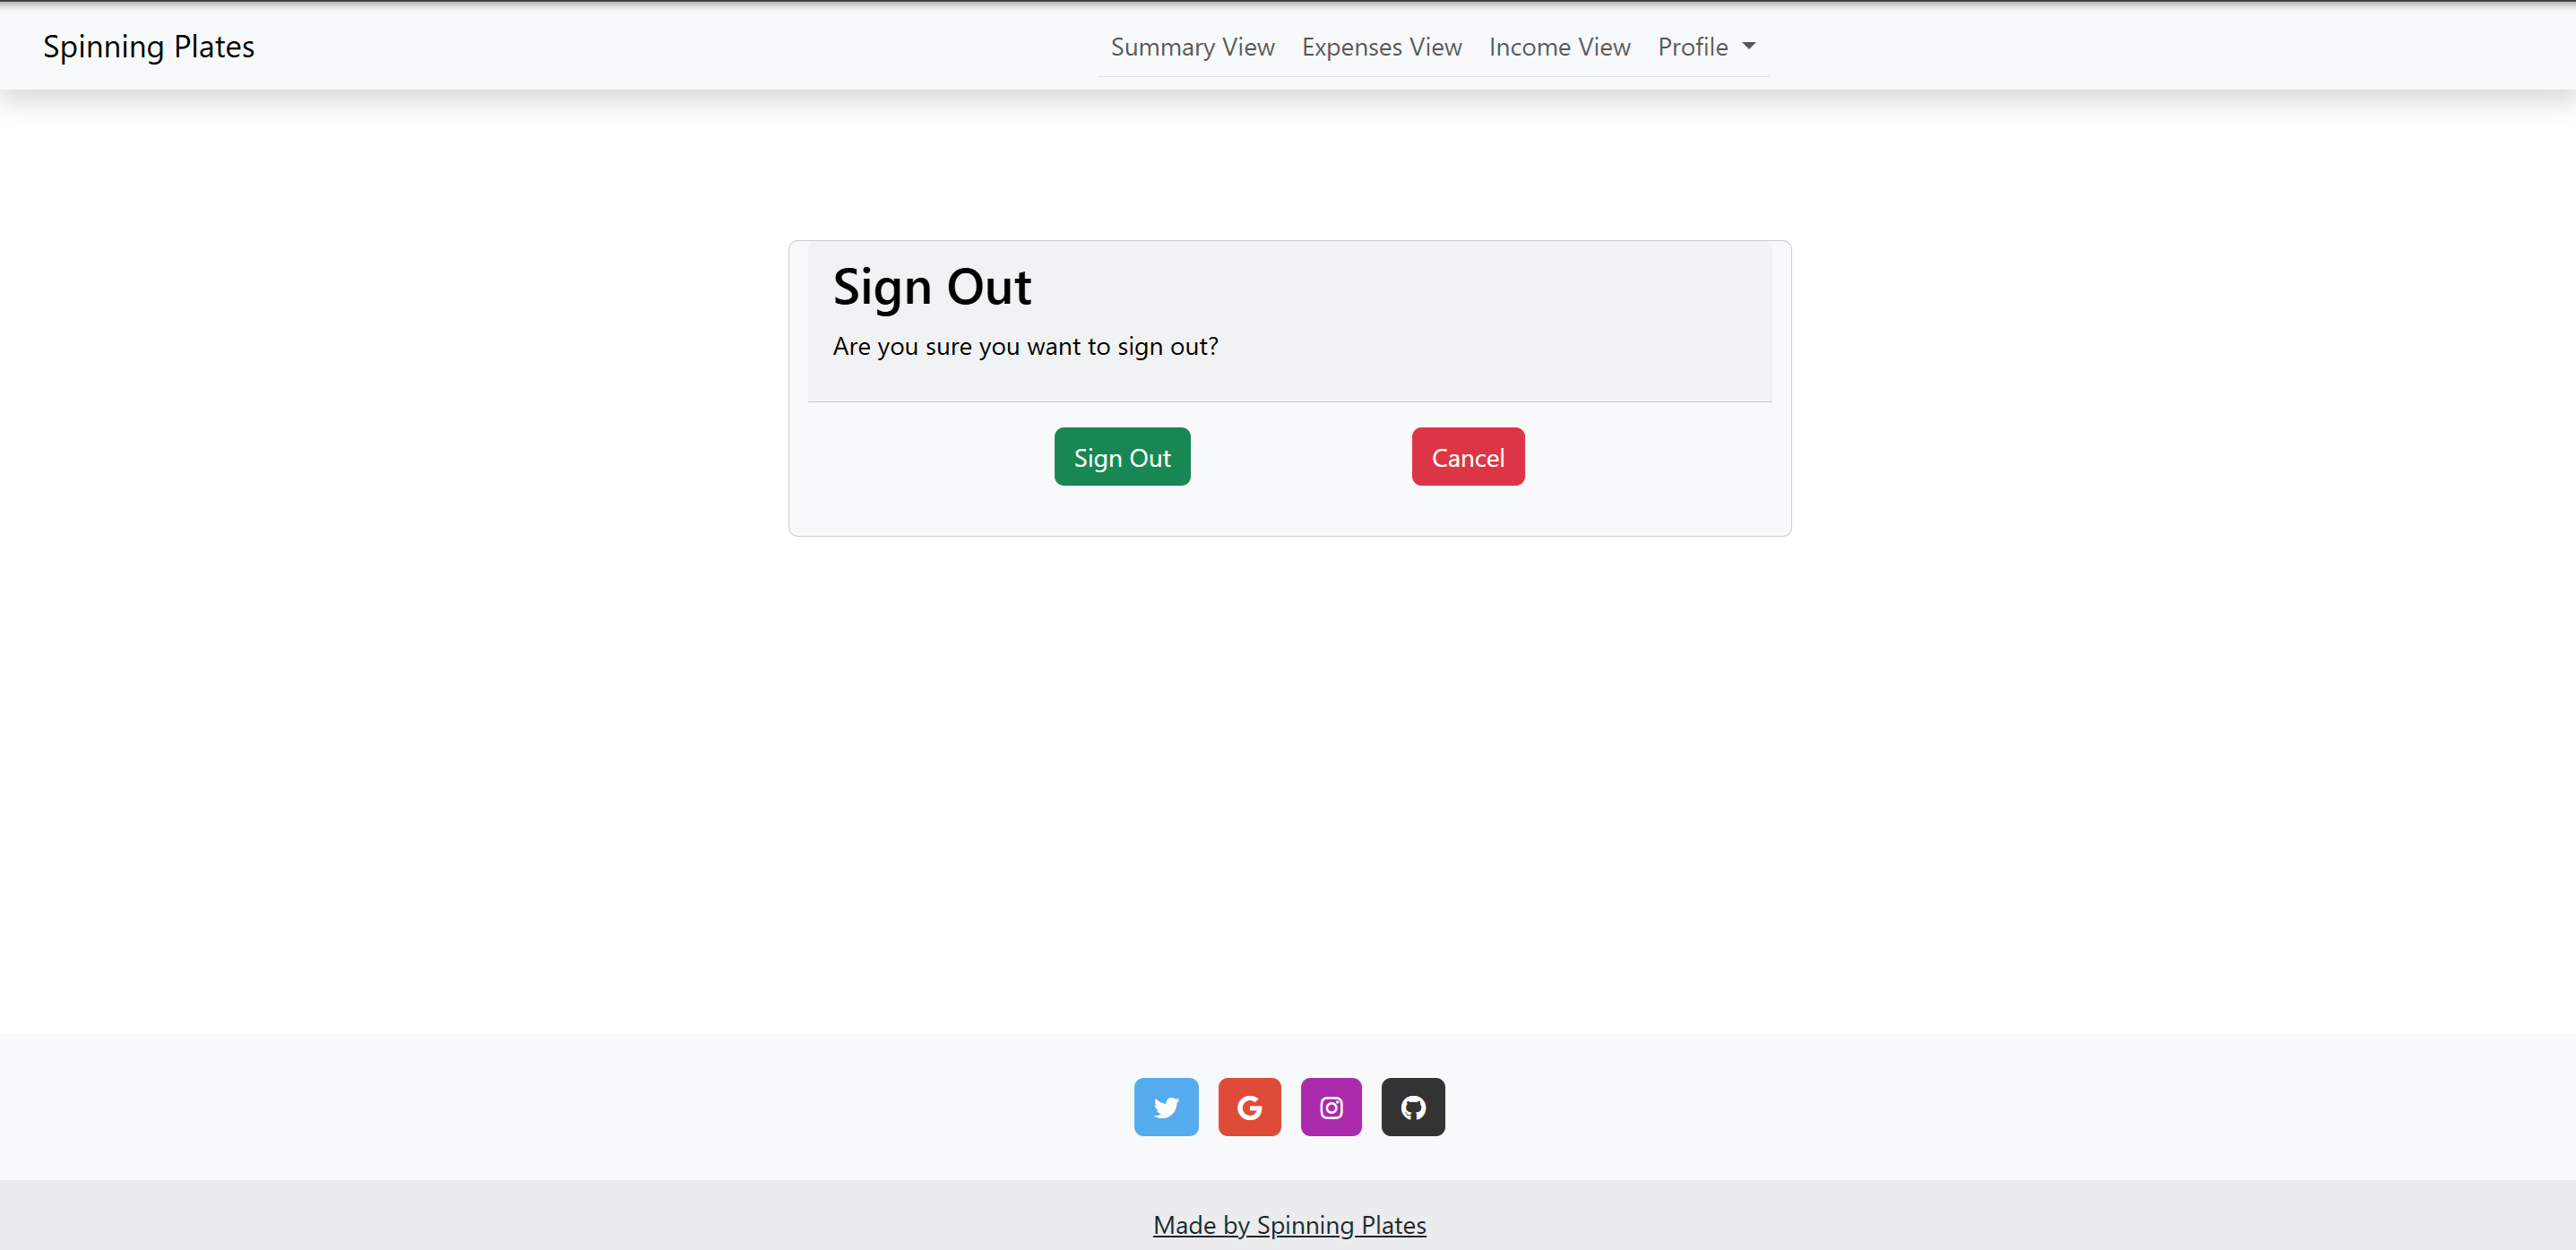 Spinning Plates
Summary View Expenses View Income View Profile
Sign Out
Are you sure you want to sign out?
Sign Out Cancel
Made by Spinning Plates